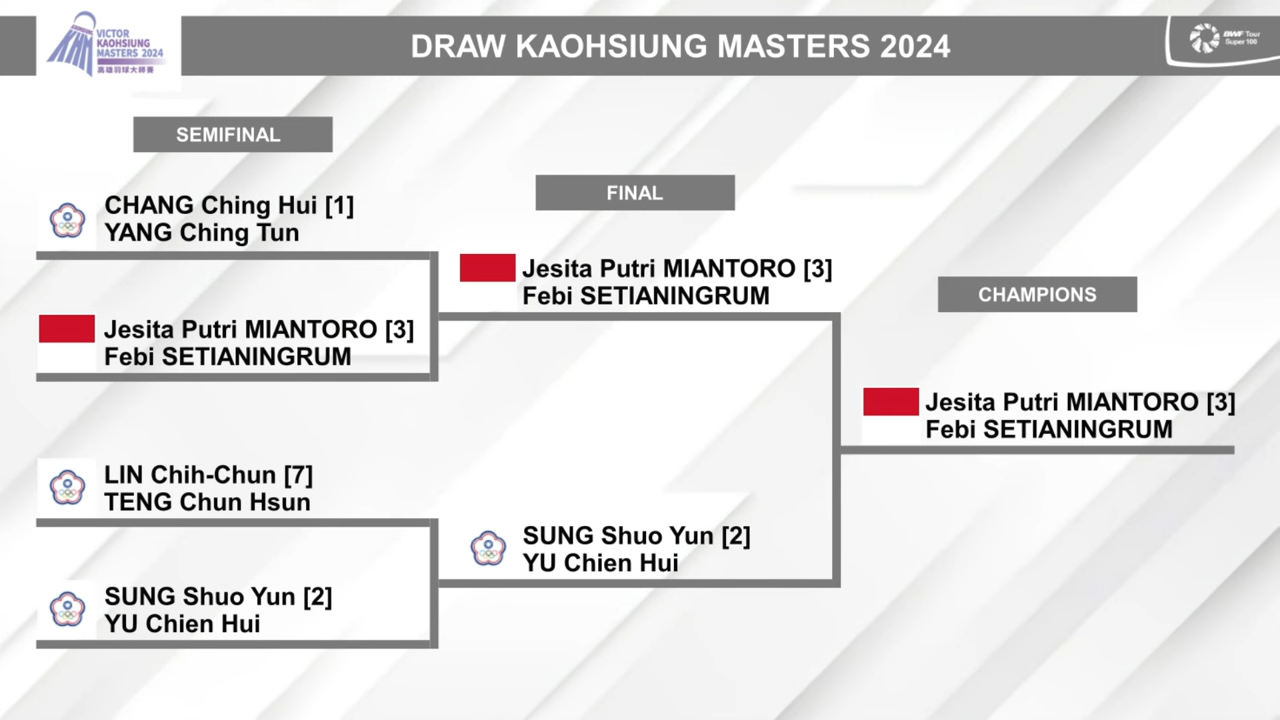 VICTOR
KAOHSIUNG
MASTERS 2024
高雄羽球大師賽
DRAW KAOHSIUNG MASTERS 2024
BWF Tour
Super 100
SEMIFINAL
CHANG Ching Hui [1]
YANG Ching Tun
Jesita Putri MIANTORO [3]
Febi SETIANINGRUM
LIN Chih-Chun [7]
TENG Chun Hsun
SUNG Shuo Yun [2]
YU Chien Hui
FINAL
Jesita Putri MIANTORO [3]
Febi SETIANINGRUM
SUNG Shuo Yun [2]
YU Chien Hui
CHAMPIONS
Jesita Putri MIANTORO [3]
Febi SETIANINGRUM